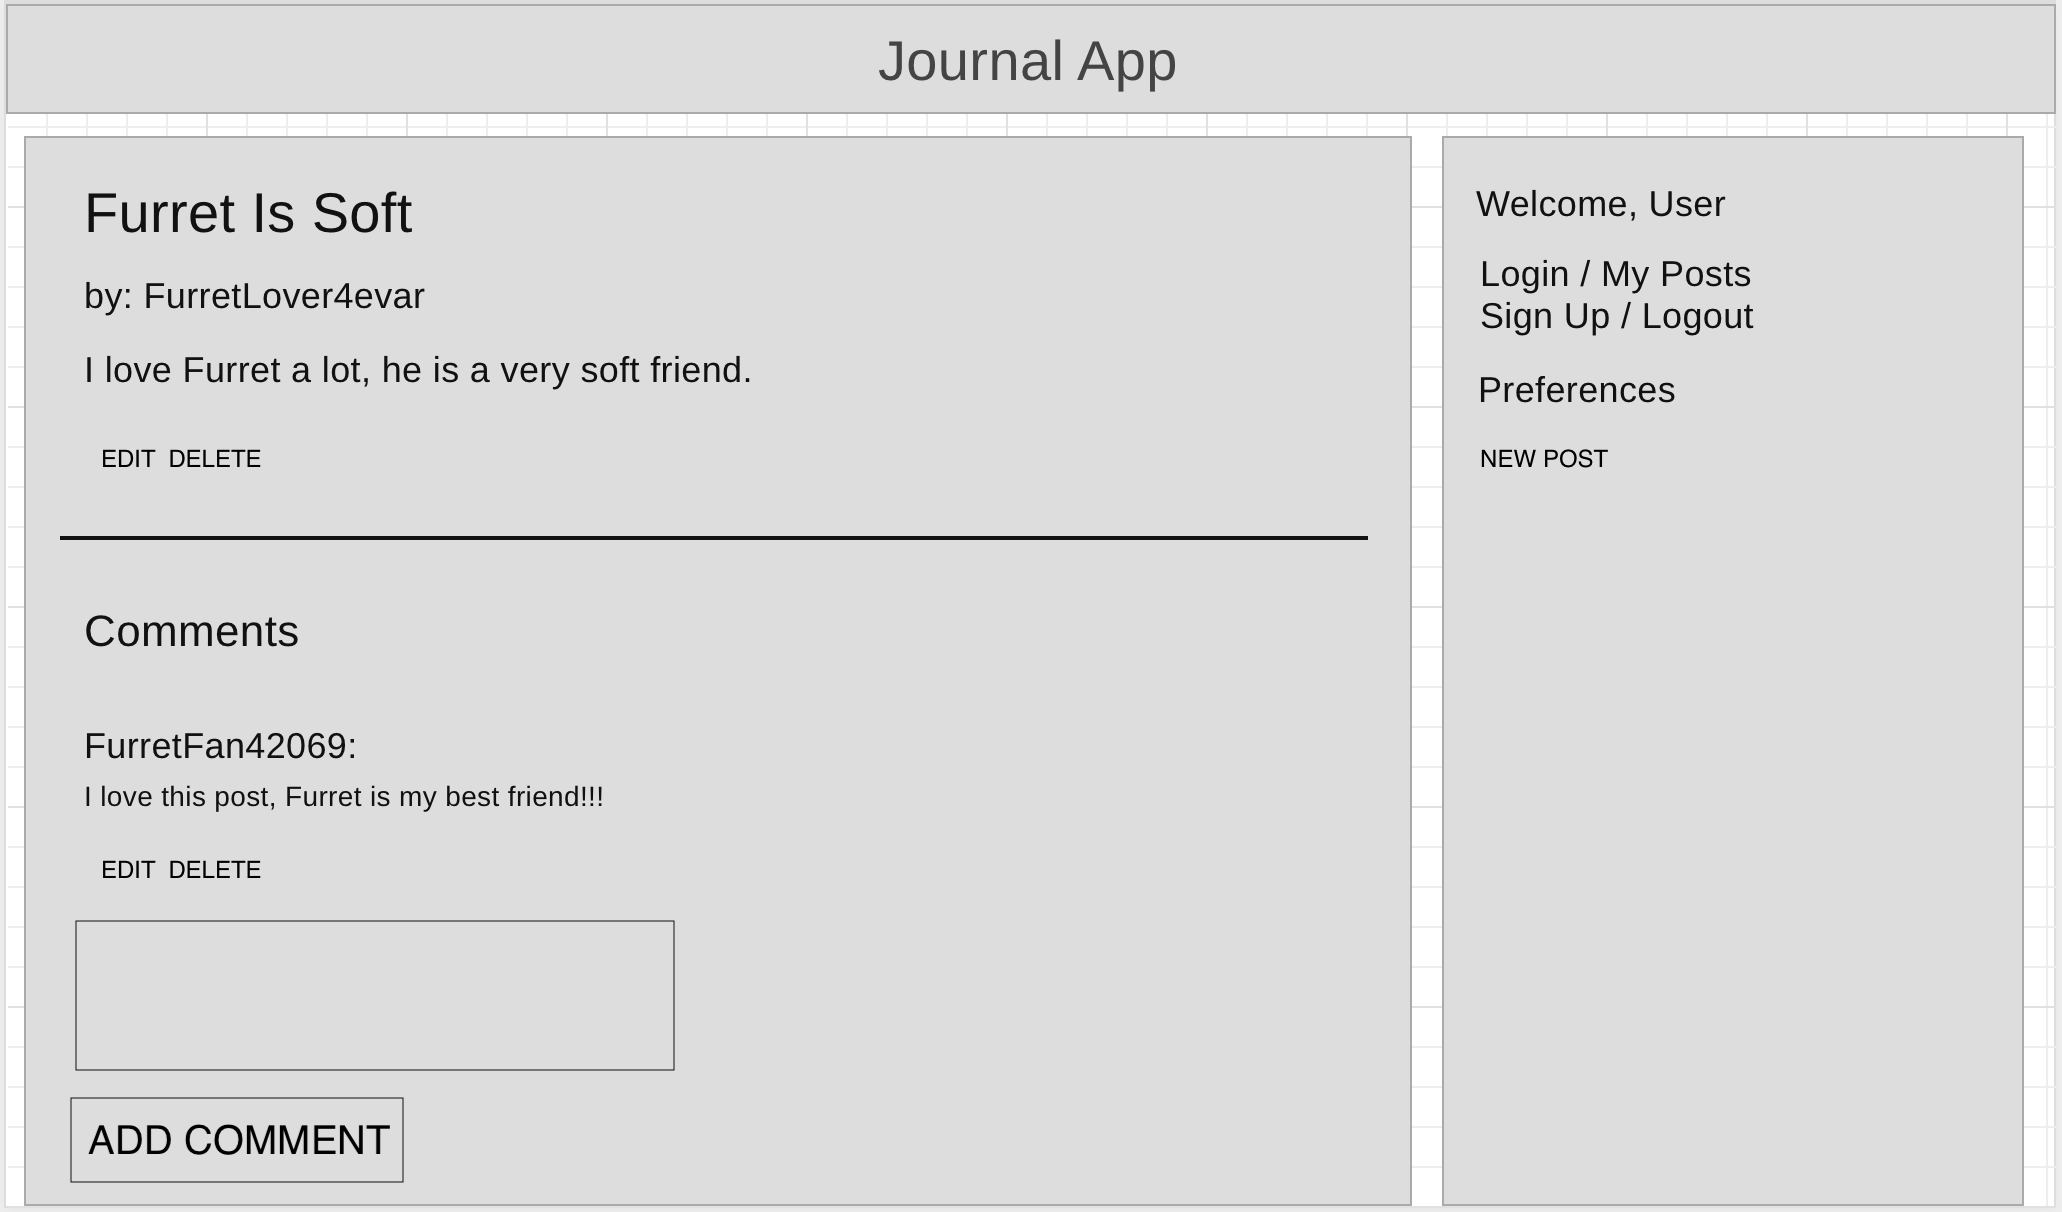 Journal App
Furret Is Soft
by: FurretLover4evar
I love Furret a lot, he is a very soft friend.
EDIT DELETE
Comments
FurretFan42069:
I love this post, Furret is my best friend!!!
EDIT DELETE
ADD COMMENT
Welcome, User
Login / My Posts
Sign Up / Logout
Preferences
NEW POST